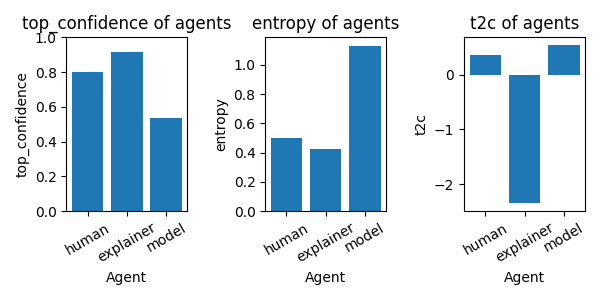 top_confidence of agents
top_confidence
1.0
0.8
0.6
0.4
0.2
0.0
human
explainer
model
Agent
entropy of agents
entropy
1.0
0.8
0.6
0.4
0.2
0.0
human
explainer
model
Agent
t2c of agents
t2c
0
−1
−2
human
explainer
model
Agent